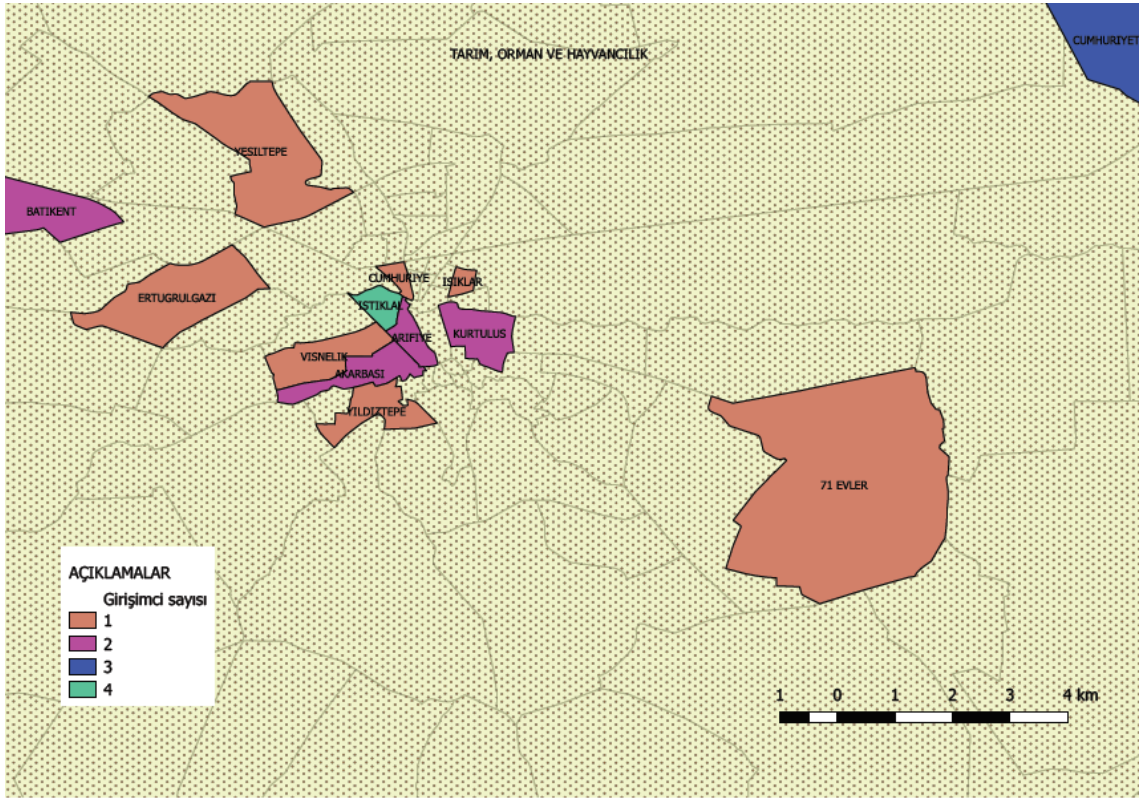 TARIM, ORMAN VE HAYVANCILIK
CUMHURIYET
YESILTEPE
BATIKENT
CUMHURIYE
ISIKLAR
ERTUGRULGAZI
ISTIKLAL
ARIFIYE
KURTULUS
VISNELIK
AKARBASI
YILDIZTEPE
71 EVLER
AÇIKLAMALAR
Girişimci sayısı
1
2
3
4
1 0 1 2 3 4 km